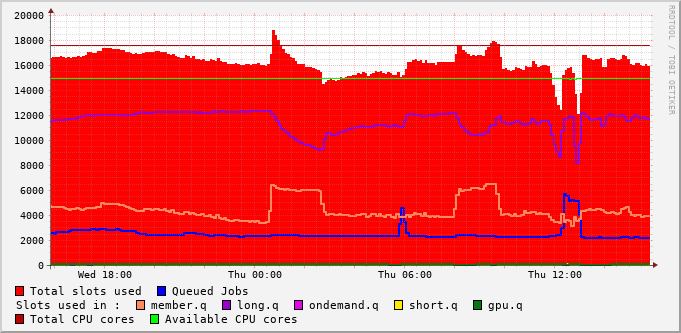 20000
18000
16000
14000
12000
10000
8000
6000
4000
2000
0
Wed 18:00 Thu 00:00 Thu 06:00 Thu 12:00
RRDTOOL / TOBI OETIKER
Total slots used Queued Jobs
Slots used in : member.q long.q ondemand.q short.q gpu.q
Total CPU cores Available CPU cores